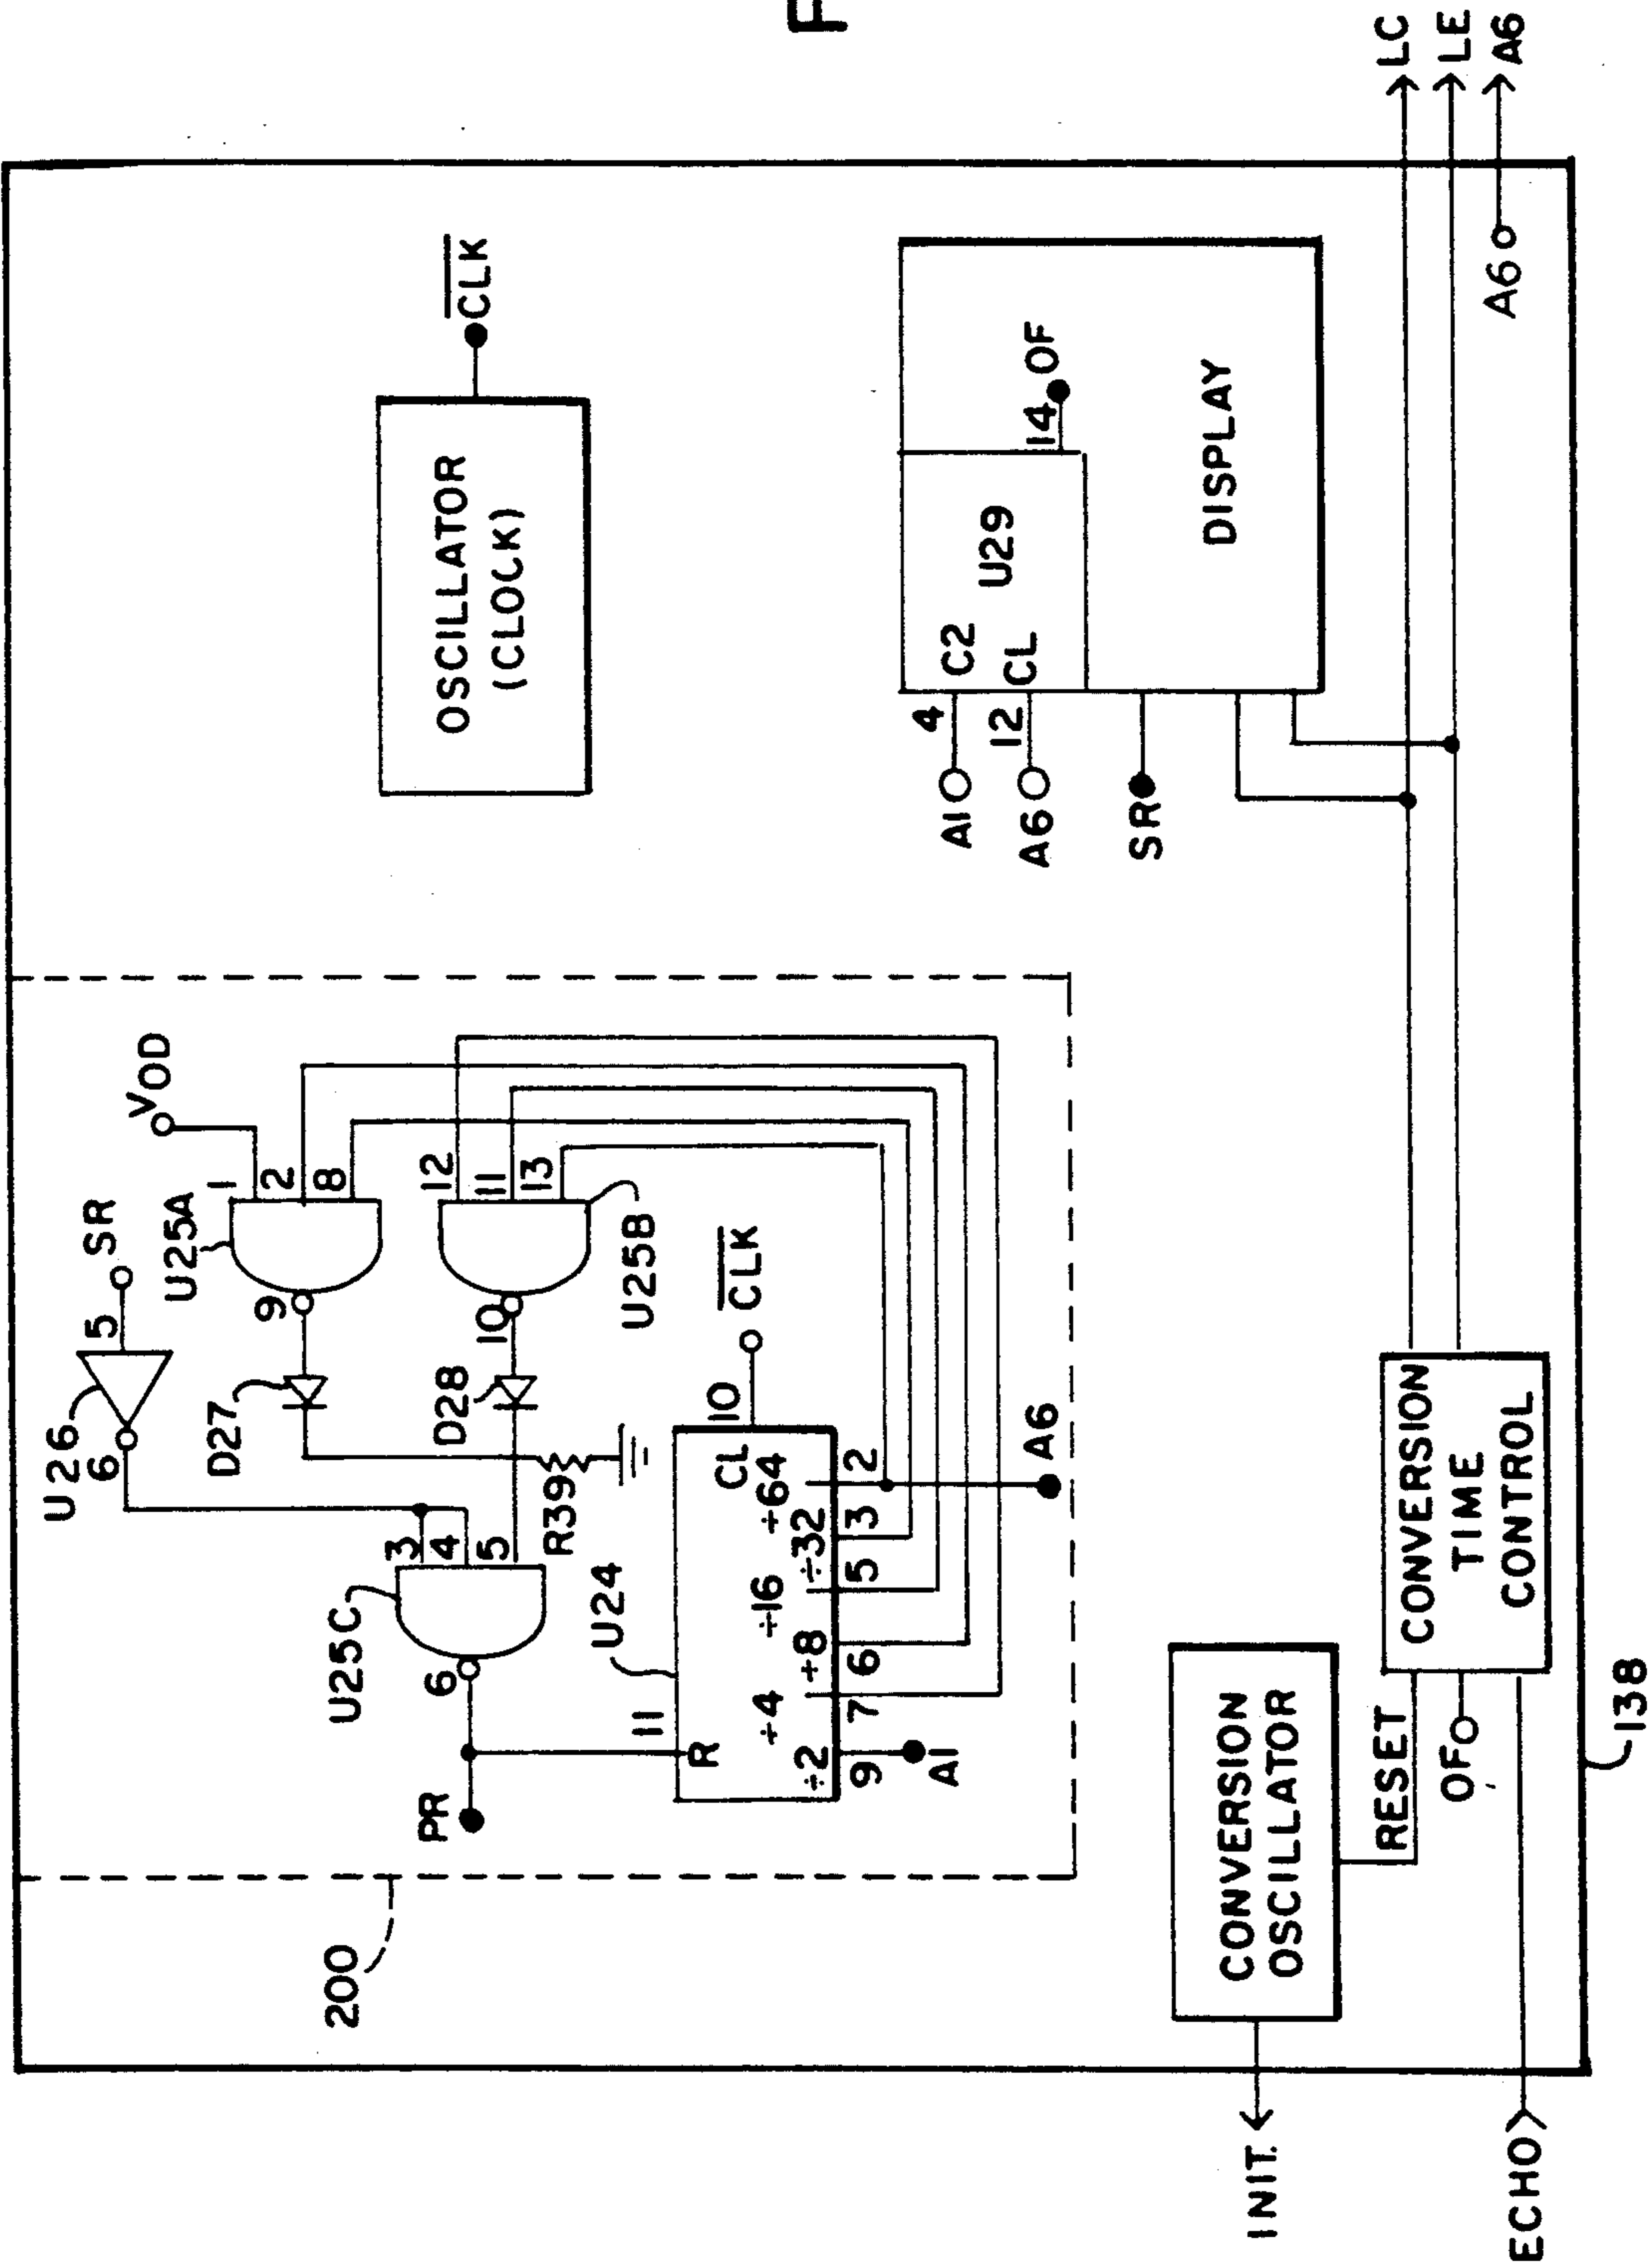 F
200
U26
6
5
SR
VOD
U25A
1
2
8
9
D27
U25C
3
4
5
6
D28
10
12
11
13
U25B
R39
PR
U24
11
R
CL
10
CLK
÷2
÷4
÷8
÷16
÷32
÷64
9
7
6
5
3
2
A1
A6
OSCILLATOR
(CLOCK)
CLK
A1
4
C2
A6
12
CL
U29
14
OF
SR
DISPLAY
INIT.
CONVERSION
OSCILLATOR
RESET
OF
ECHO
CONVERSION
TIME
CONTROL
LC
LE
A6
A6
138